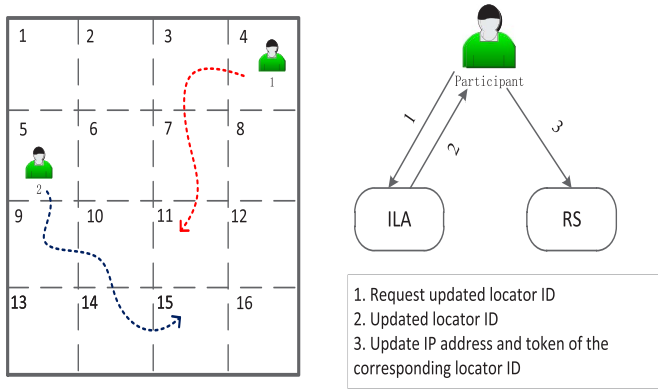 1 2 3 4
1
5 6 7 8
2
9 10 11 12
13 14 15 16
Participant
1 2 3
ILA RS
1. Request updated locator ID
2. Updated locator ID
3. Update IP address and token of the
corresponding locator ID